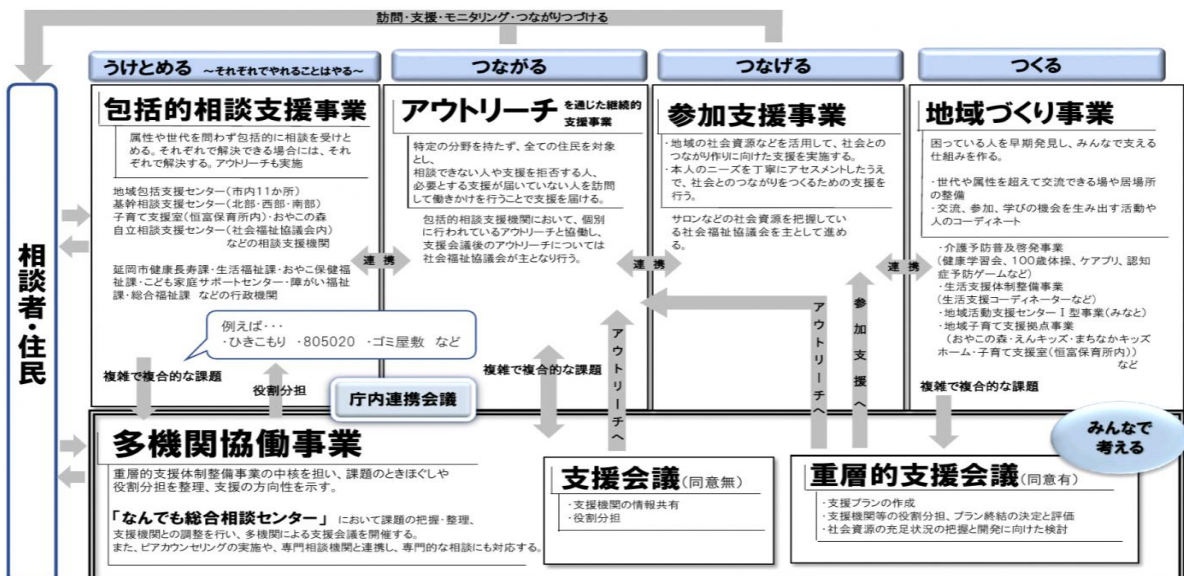 訪問・支援・モニタリング・つながりつづける
うけとめる ～それぞれでやれることはやる～
つながる
つなげる
つくる
相談者・住民
包括的相談支援事業
属性や世代を問わず包括的に相談を受けと
める。それぞれで解決できる場合には、それ
ぞれで解決する。アウトリーチも実施
地域包括支援センター(市内11か所)
基幹相談支援センター(北部・西部・南部)
子育て支援室(恒富保育所内)・おやこの森
自立相談支援センター(社会福祉協議会内)
などの相談支援機関
延岡市健康長寿課・生活福祉課・おやこ保健福
祉課・こども家庭サポートセンター・障がい福祉
課・総合福祉課 などの行政機関
例えば・・・
・ひきこもり ・805020 ・ゴミ屋敷 など
複雑で複合的な課題
役割分担
連携
アウトリーチ を通じた継続的
支援事業
特定の分野を持たず、全ての住民を対象
とし、
相談できない人や支援を拒否する人、
必要とする支援が届いていない人を訪問
して働きかけを行うことで支援を届ける。
包括的相談支援機関において、個別
に行われているアウトリーチと協働し、
支援会議後のアウトリーチについては
社会福祉協議会が主となり行う。
複雑で複合的な課題
アウトリーチへ
連携
参加支援事業
・地域の社会資源などを活用して、社会との
つながり作りに向けた支援を実施する。
・本人のニーズを丁寧にアセスメントしたうえ
で、社会とのつながりをつくるための支援を
行う。
サロンなどの社会資源を把握してい
る社会福祉協議会を主として進め
る。
アウトリーチへ
参加支援へ
連携
地域づくり事業
困っている人を早期発見し、みんなで支える
仕組みを作る。
・世代や属性を超えて交流できる場や居場所
の整備
・交流、参加、学びの機会を生み出す活動や
人のコーディネート
・介護予防普及啓発事業
(健康学習会、100歳体操、ケアプリ、認知
症予防ゲームなど)
・生活支援体制整備事業
(生活支援コーディネーターなど)
・地域活動支援センターⅠ型事業(みなと)
・地域子育て支援拠点事業
(おやこの森・えんキッズ・まちなかキッズ
ホーム・子育て支援室(恒富保育所内))
など
複雑で複合的な課題
庁内連携会議
みんなで
考える
多機関協働事業
重層的支援体制整備事業の中核を担い、課題のときほぐしや
役割分担を整理、支援の方向性を示す。
「なんでも総合相談センター」 において課題の把握・整理、
支援機関との調整を行い、多機関による支援会議を開催する。
また、ピアカウンセリングの実施や、専門相談機関と連携し、専門的な相談にも対応する。
支援会議(同意無)
・支援機関の情報共有
・役割分担
重層的支援会議(同意有)
・支援プランの作成
・支援機関等の役割分担、プラン終結の決定と評価
・社会資源の充足状況の把握と開発に向けた検討